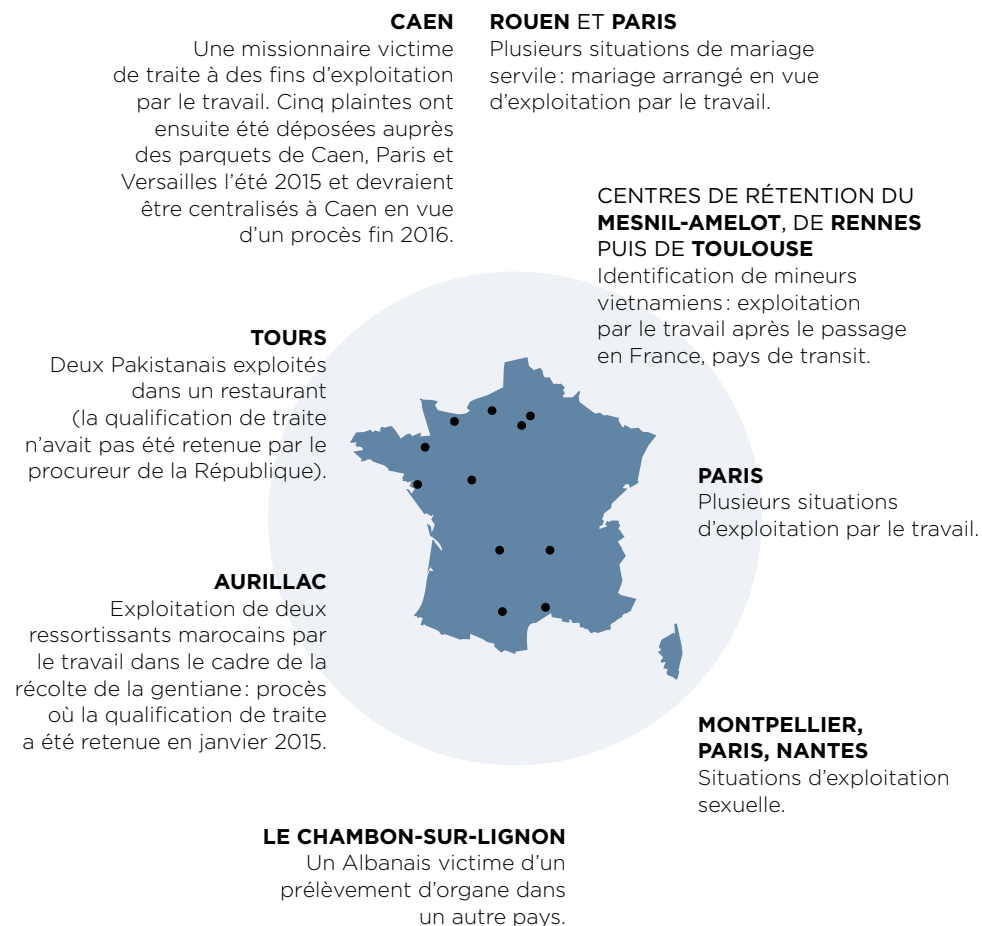 CAEN
Une missionnaire victime
de traite à des fins d’exploitation
par le travail. Cinq plaintes ont
ensuite été déposées auprès
des parquets de Caen, Paris et
Versailles l’été 2015 et devraient
être centralisés à Caen en vue
d’un procès fin 2016.
ROUEN ET PARIS
Plusieurs situations de mariage
servile : mariage arrangé en vue
d’exploitation par le travail.
CENTRES DE RÉTENTION DU
MESNIL-AMELOT, DE RENNES
PUIS DE TOULOUSE
Identification de mineurs
vietnamiens : exploitation
par le travail après le passage
en France, pays de transit.
TOURS
Deux Pakistanais exploités
dans un restaurant
(la qualification de traite
n’avait pas été retenue par le
procureur de la République).
PARIS
Plusieurs situations
d’exploitation par le travail.
AURILLAC
Exploitation de deux
ressortissants marocains par
le travail dans le cadre de la
récolte de la gentiane : procès
où la qualification de traite
a été retenue en janvier 2015.
MONTPELLIER,
PARIS, NANTES
Situations d’exploitation
sexuelle.
LE CHAMBON-SUR-LIGNON
Un Albanais victime d’un
prélèvement d’organe dans
un autre pays.